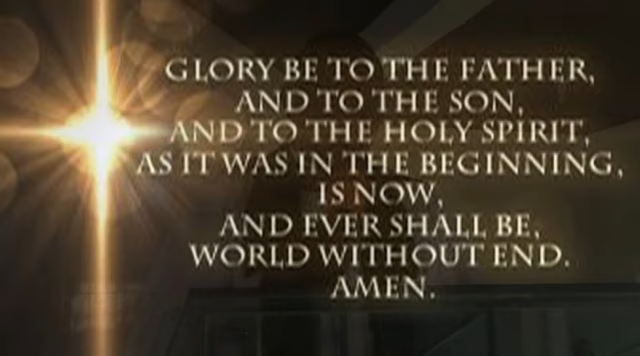 GLORY BE TO THE FATHER,
AND TO THE SON,
AND TO THE HOLY SPIRIT,
AS IT WAS IN THE BEGINNING,
IS NOW,
AND EVER SHALL BE,
WORLD WITHOUT END.
AMEN.